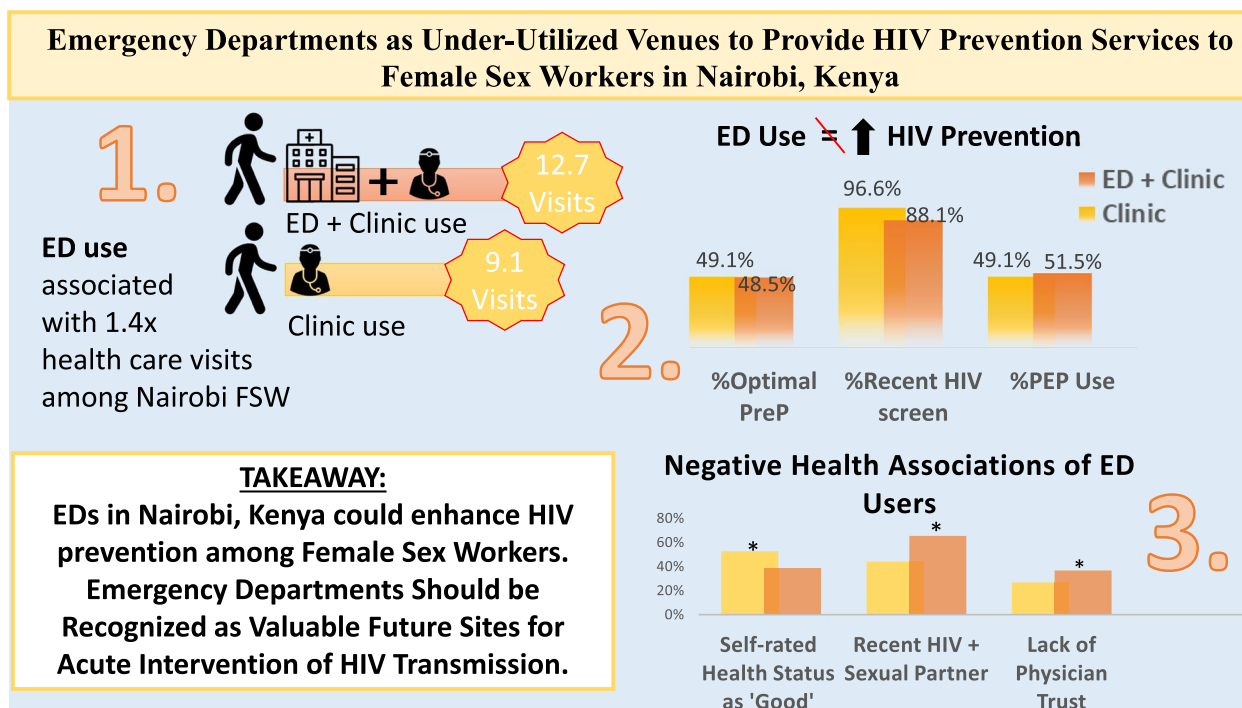 Emergency Departments as Under-Utilized Venues to Provide HIV Prevention Services to
Female Sex Workers in Nairobi, Kenya
1.
12.7
Visits
+
ED + Clinic use
9.1
Visits
Clinic use
ED use
associated
with 1.4x
health care visits
among Nairobi FSW
2.
ED Use = HIV Prevention
ED + Clinic
Clinic
49.1%
48.5%
96.6%
88.1%
49.1%
51.5%
%Optimal
PreP
%Recent HIV
screen
%PEP Use
TAKEAWAY:
EDs in Nairobi, Kenya could enhance HIV
prevention among Female Sex Workers.
Emergency Departments Should be
Recognized as Valuable Future Sites for
Acute Intervention of HIV Transmission.
3.
Negative Health Associations of ED
Users
80%
60%
40%
20%
0%
*
*
*
Self-rated
Health Status
as 'Good'
Recent HIV +
Sexual Partner
Lack of
Physician
Trust